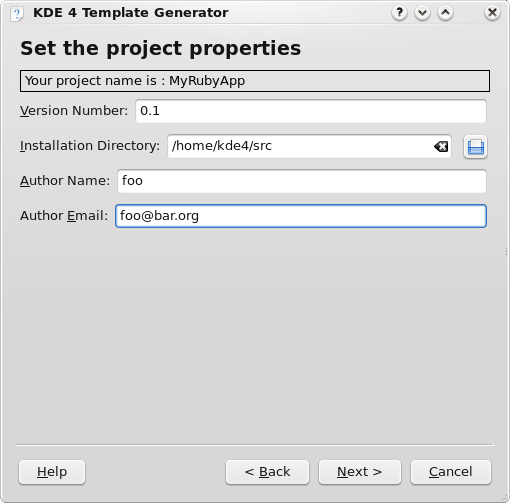 KDE 4 Template Generator
Set the project properties
Your project name is : MyRubyApp
Version Number: 0.1
Installation Directory: /home/kde4/src
Author Name: foo
Author Email: foo@bar.org
Help < Back Next > Cancel